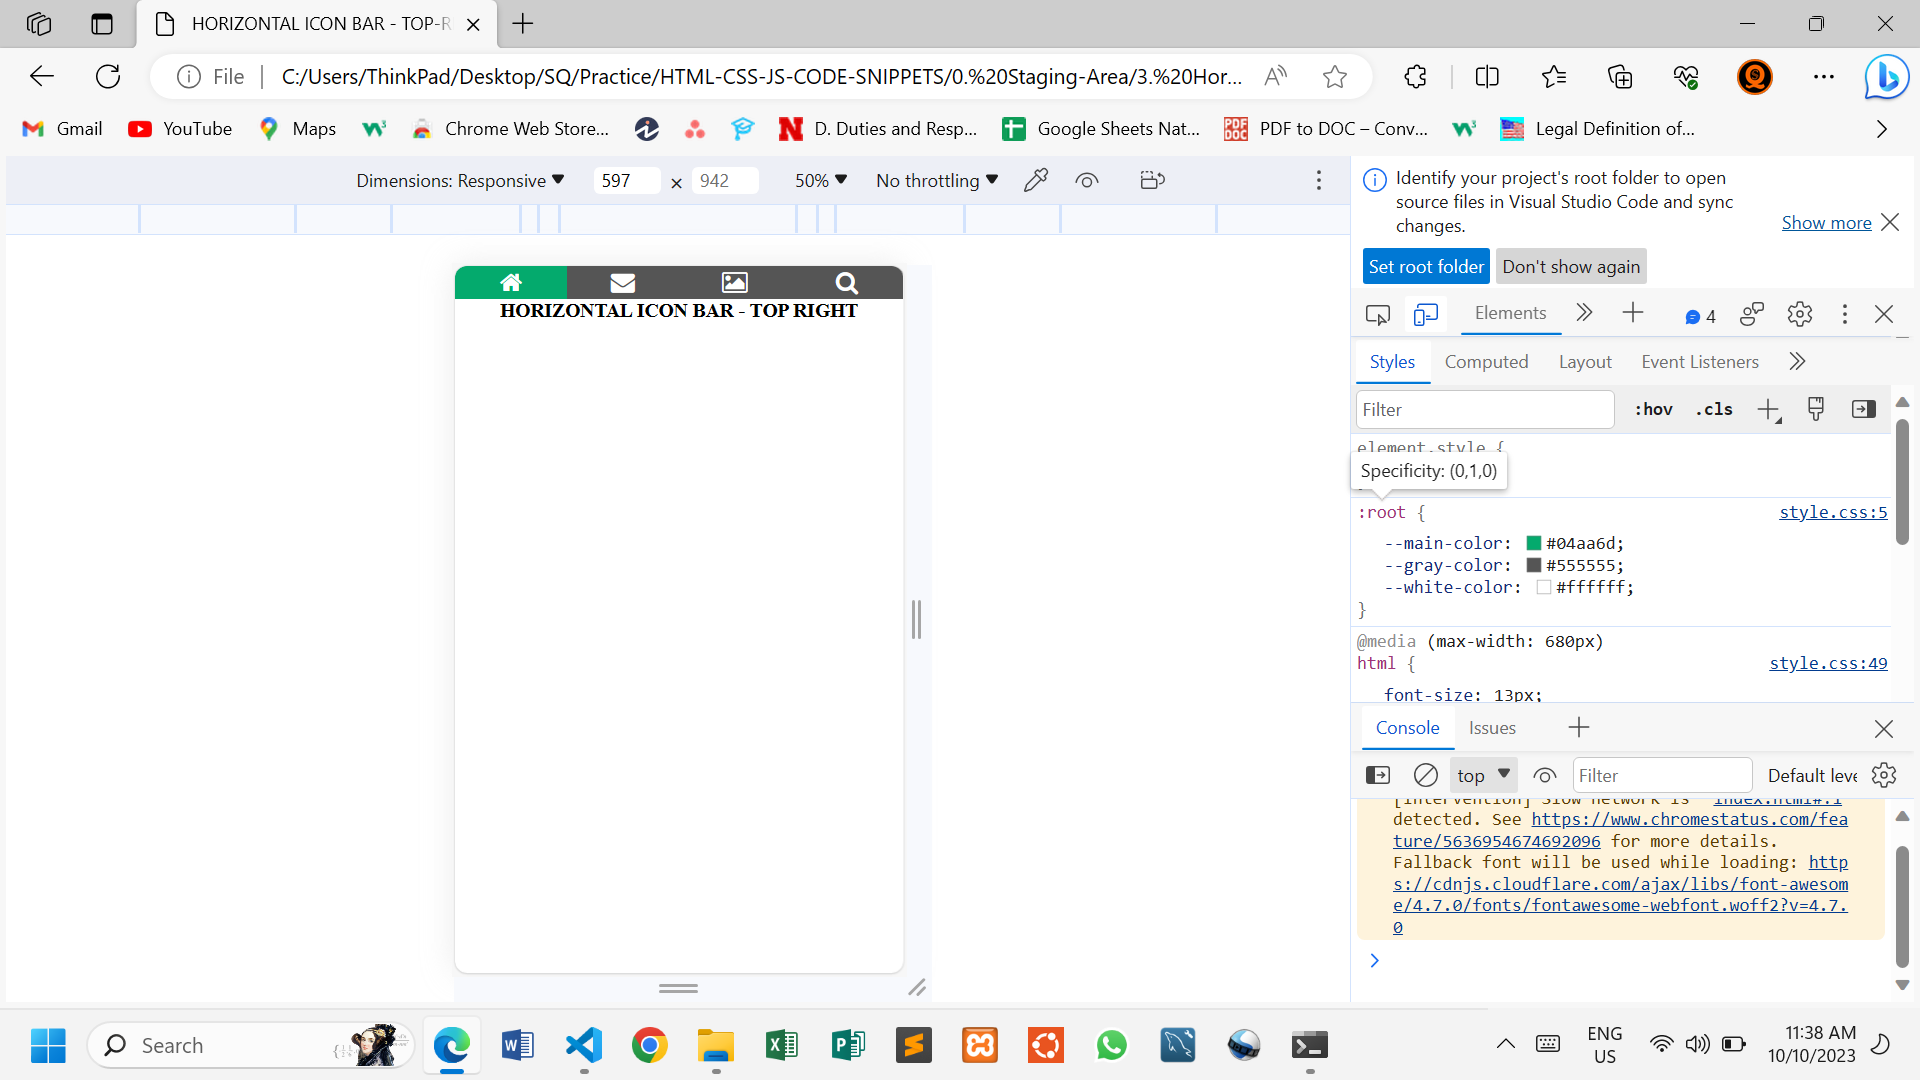 HORIZONTAL ICON BAR - TOP-R
File
C:/Users/ThinkPad/Desktop/SQ/Practice/HTML-CSS-JS-CODE-SNIPPETS/0.%20Staging-Area/3.%20Hor...
Gmail YouTube Maps Chrome Web Store... D. Duties and Resp... Google Sheets Nat... PDF to DOC – Conv... Legal Definition of...
Dimensions: Responsive 597 × 942 50% No throttling
HORIZONTAL ICON BAR - TOP RIGHT
Identify your project's root folder to open
source files in Visual Studio Code and sync
changes.
Show more
Set root folder Don't show again
Elements 4
Styles Computed Layout Event Listeners
Filter :hov .cls
element.style {
Specificity: (0,1,0)
:root { style.css:5
--main-color: #04aa6d;
--gray-color: #555555;
--white-color: #ffffff;
}
@media (max-width: 680px)
html { style.css:49
font-size: 13px;
Console Issues
top Filter Default leve
[Intervention] Slow network is index.html#:1
detected. See https://www.chromestatus.com/fea
ture/5636954674692096 for more details.
Fallback font will be used while loading: http
s://cdnjs.cloudflare.com/ajax/libs/font-awesom
e/4.7.0/fonts/fontawesome-webfont.woff2?v=4.7.
0
Search
ENG
US
11:38 AM
10/10/2023